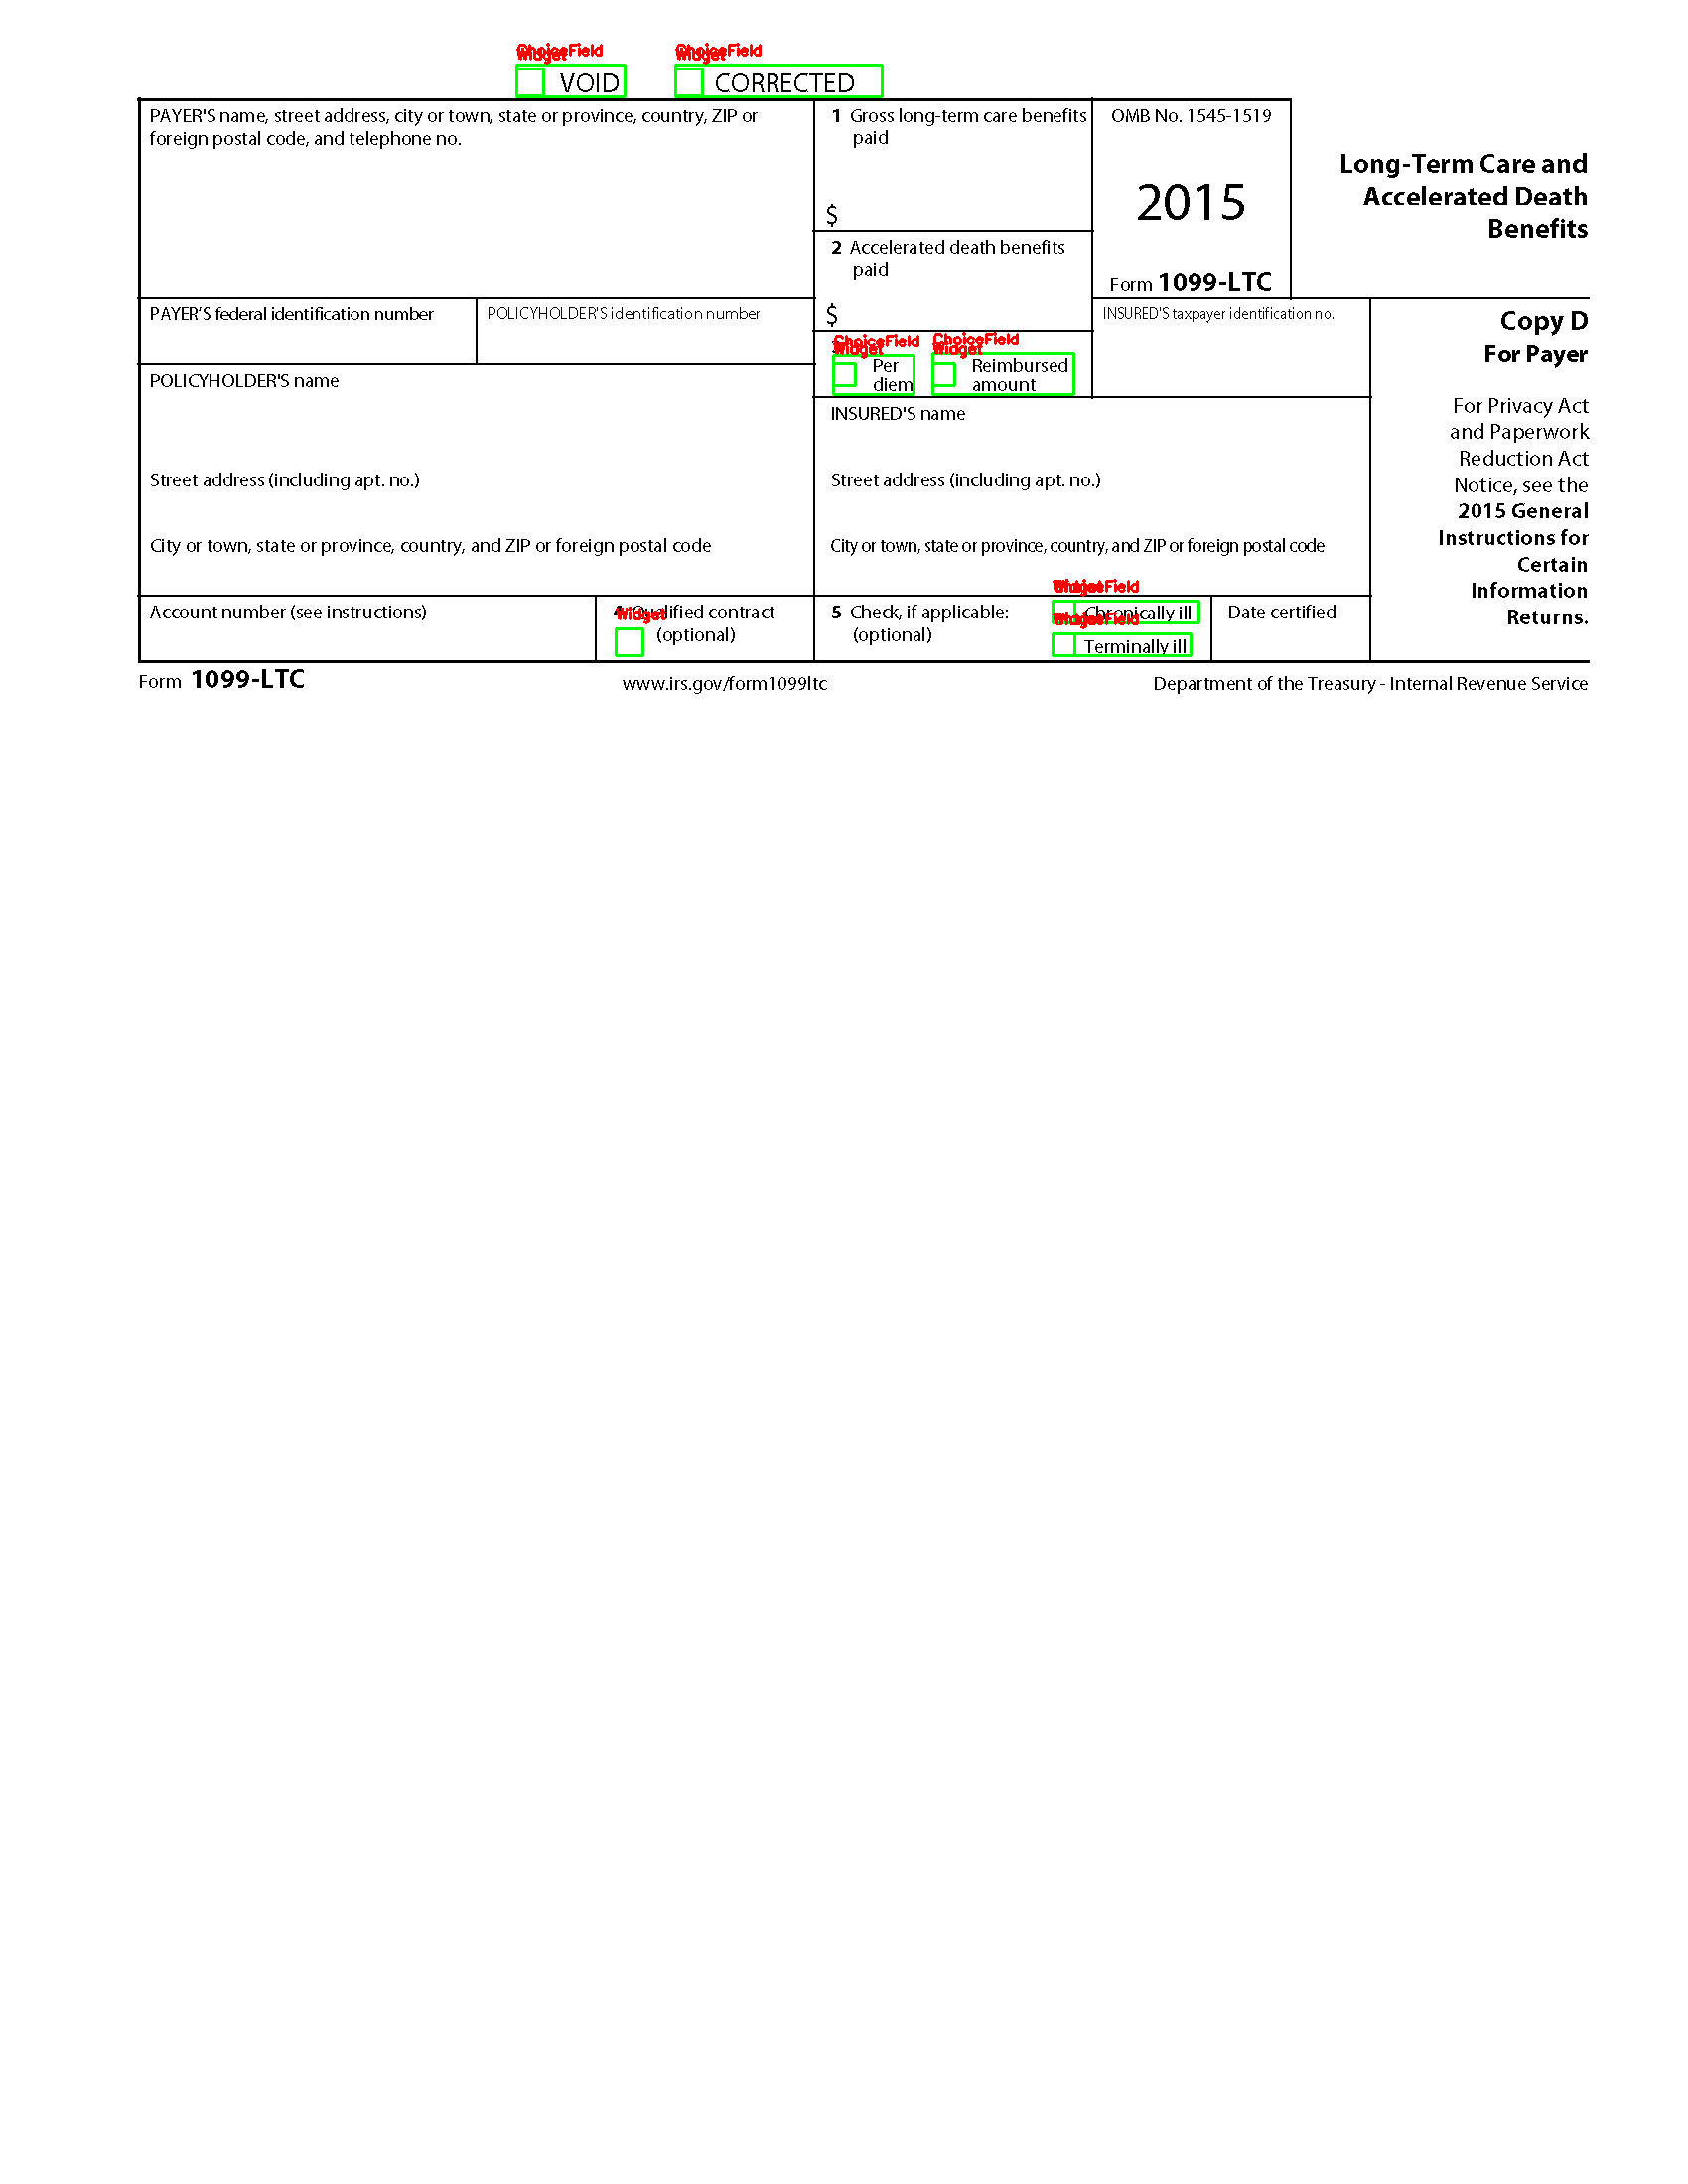 ChoiceField ChoiceField
Widget Widget
VOID CORRECTED
PAYER'S name, street address, city or town, state or province, country, ZIP or
foreign postal code, and telephone no.
1 Gross long-term care benefits
paid
$
OMB No. 1545-1519
2015
Form 1099-LTC
Long-Term Care and
Accelerated Death
Benefits
2 Accelerated death benefits
paid
$
PAYER'S federal identification number
POLICYHOLDER'S identification number
ChoiceField ChoiceField
Widget Widget
Per
diem
Reimbursed
amount
INSURED'S taxpayer identification no.
Copy D
For Payer
For Privacy Act
and Paperwork
Reduction Act
Notice, see the
2015 General
Instructions for
Certain
Information
Returns.
POLICYHOLDER'S name
Street address (including apt. no.)
City or town, state or province, country, and ZIP or foreign postal code
INSURED'S name
Street address (including apt. no.)
City or town, state or province, country, and ZIP or foreign postal code
Account number (see instructions)
Widget
4 Qualified contract
(optional)
5 Check, if applicable:
(optional)
ChoiceField
Widget
Chronically ill
ChoiceField
Widget
Terminally ill
Date certified
Form 1099-LTC
www.irs.gov/form1099ltc
Department of the Treasury - Internal Revenue Service